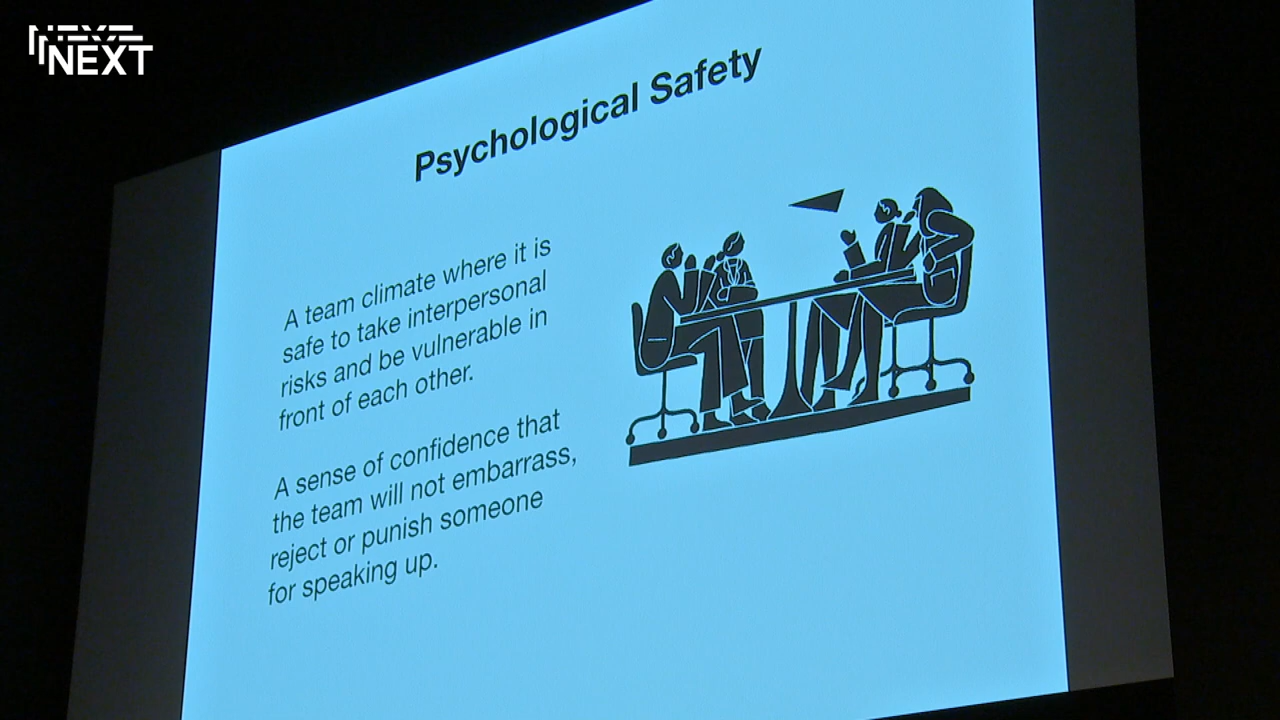 NEXT
Psychological Safety
A team climate where it is
safe to take interpersonal
risks and be vulnerable in
front of each other.
A sense of confidence that
the team will not embarrass,
reject or punish someone
for speaking up.